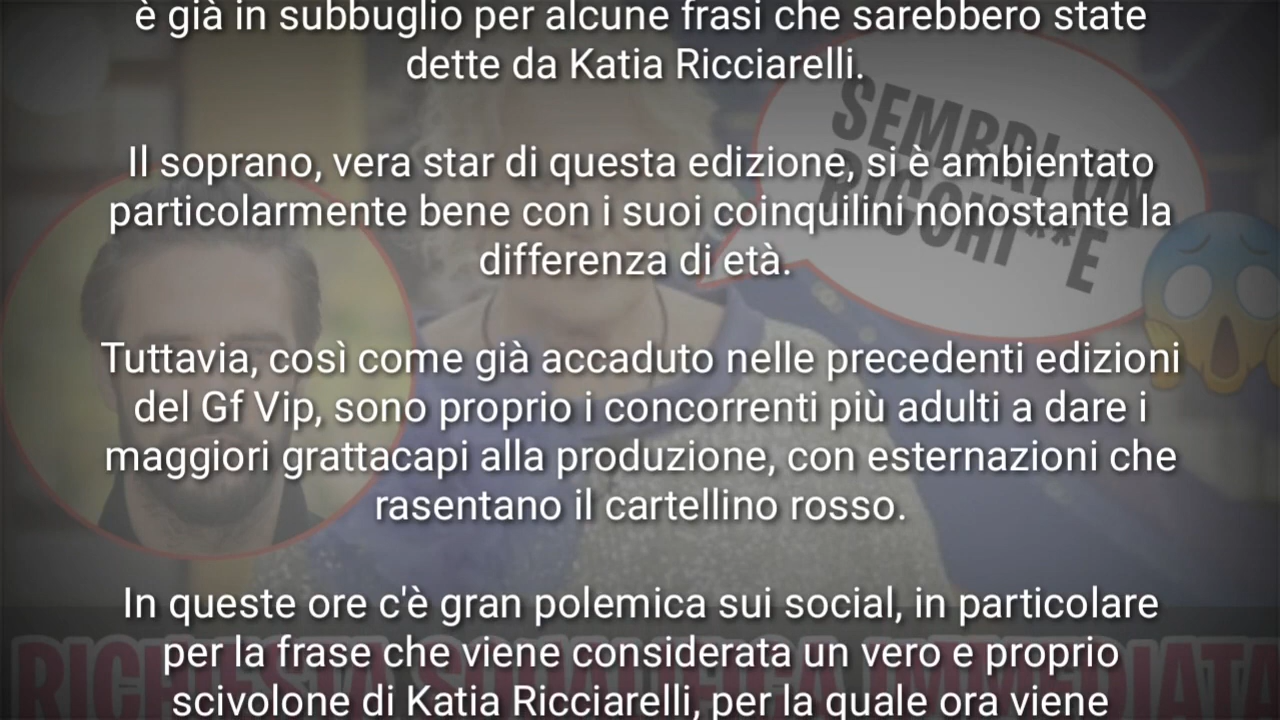 è già in subbuglio per alcune frasi che sarebbero state
dette da Katia Ricciarelli.
Il soprano, vera star di questa edizione, si è ambientato
particolarmente bene con i suoi coinquilini nonostante la
differenza di età.
Tuttavia, così come già accaduto nelle precedenti edizioni
del Gf Vip, sono proprio i concorrenti più adulti a dare i
maggiori grattacapi alla produzione, con esternazioni che
rasentano il cartellino rosso.
In queste ore c'è gran polemica sui social, in particolare
per la frase che viene considerata un vero e proprio
scivolone di Katia Ricciarelli, per la quale ora viene
SEMBRI UN
RICCHI**E